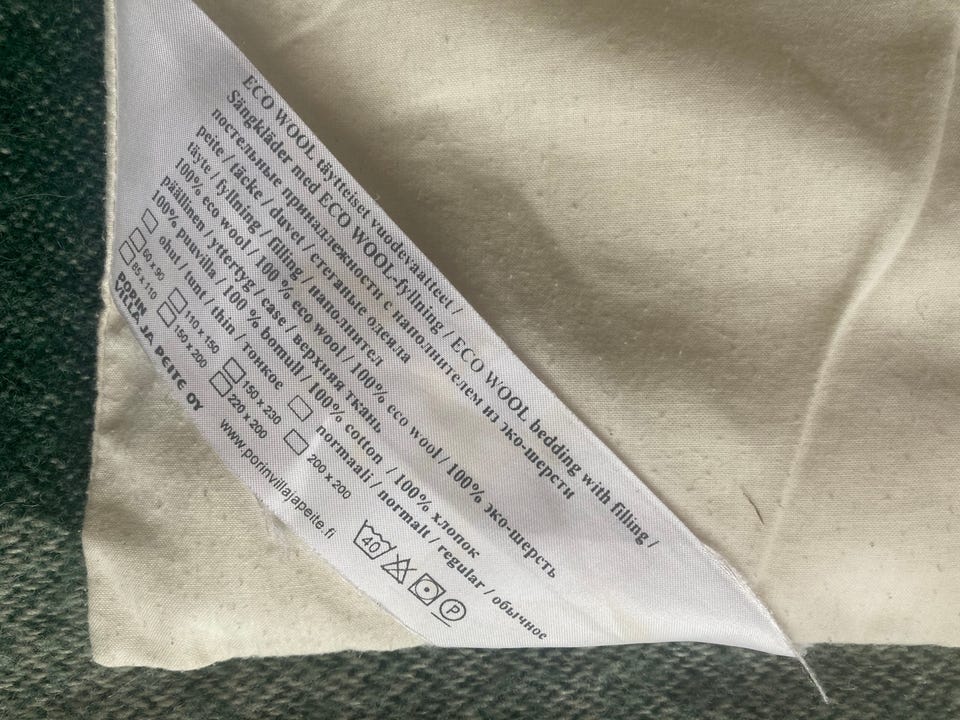 ECO WOOL täytteiset vuodevaatteet /
Sängkläder med ECO WOOL-fyllning / ECO WOOL bedding with filling /
постельные принадлежности с наполнителем из эко-шерсти
peite / täcke / duvet / стеганые одеяла
täyte / fyllning / filling / наполнител
100% eco wool / 100 % eco wool / 100% eco wool / 100% эко-шерсть
päällinen / yttertyg / case / верхняя ткань
100% puuvilla / 100 % bomull / 100% cotton / 100% хлопок
ohut / tunt / thin / тонкое normaali / normalt / regular / обычное
60 x 90 110 x 150 150 x 230 200 x 200
85 x 110 150 x 200 220 x 200
PORIN VILLA JA PEITE OY
www.porinvillajapeite.fi
40 P